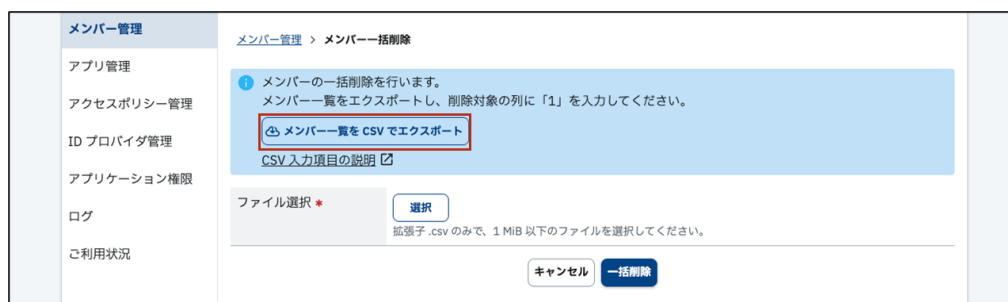 メンバー管理
アプリ管理
アクセスポリシー管理
ID プロバイダ管理
アプリケーション権限
ログ
ご利用状況
メンバー管理 > メンバー一括削除
メンバーの一括削除を行います。
メンバー一覧をエクスポートし、削除対象の列に「1」を入力してください。
メンバー一覧を CSV でエクスポート
CSV 入力項目の説明
ファイル選択 *
選択
拡張子 .csv のみで、1 MiB 以下のファイルを選択してください。
キャンセル 一括削除